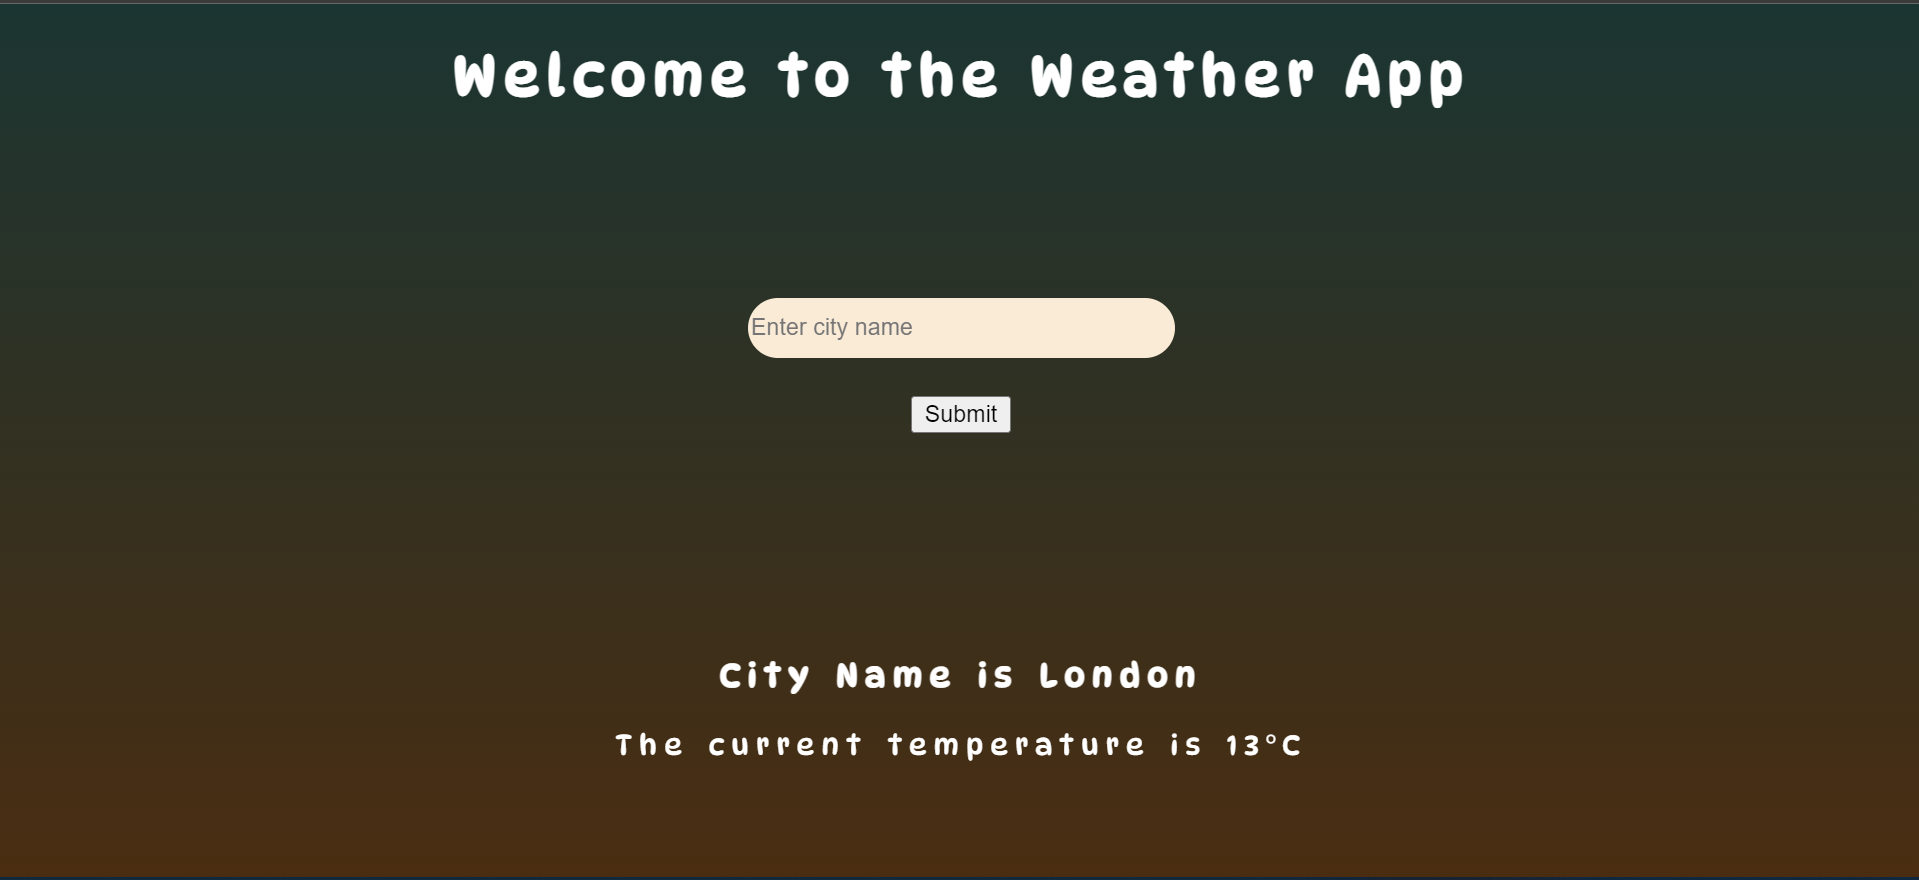 Welcome to the Weather App
Enter city name
Submit
City Name is London
The current temperature is 13°C